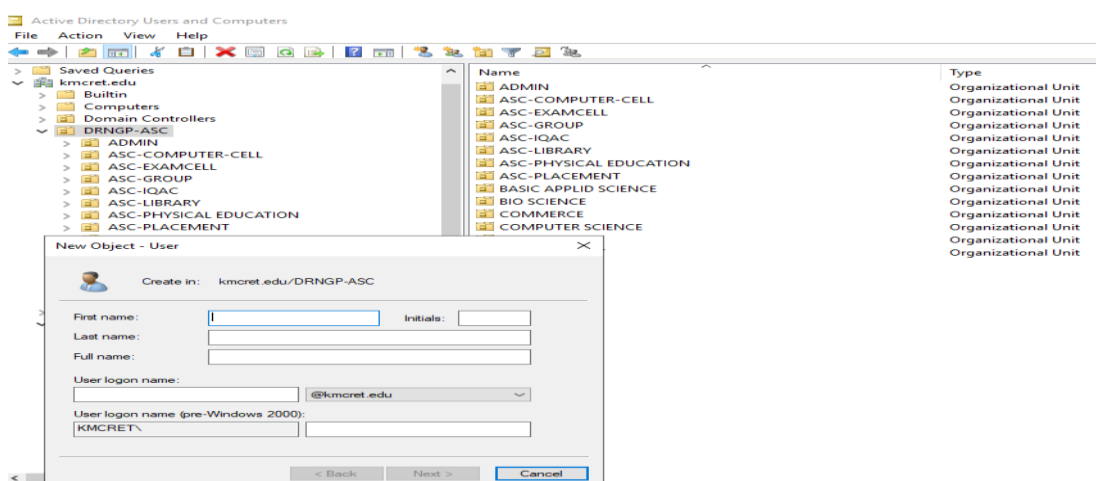 Active Directory Users and Computers
File Action View Help
Saved Queries
kmcret.edu
Builtin
Computers
Domain Controllers
DRNGP-ASC
ADMIN
ASC-COMPUTER-CELL
ASC-EXAMCELL
ASC-GROUP
ASC-IQAC
ASC-LIBRARY
ASC-PHYSICAL EDUCATION
ASC-PLACEMENT
Name Type
ADMIN Organizational Unit
ASC-COMPUTER-CELL Organizational Unit
ASC-EXAMCELL Organizational Unit
ASC-GROUP Organizational Unit
ASC-IQAC Organizational Unit
ASC-LIBRARY Organizational Unit
ASC-PHYSICAL EDUCATION Organizational Unit
ASC-PLACEMENT Organizational Unit
BASIC APPLID SCIENCE Organizational Unit
BIO SCIENCE Organizational Unit
COMMERCE Organizational Unit
COMPUTER SCIENCE Organizational Unit
Organizational Unit
Organizational Unit
New Object - User
Create in: kmcret.edu/DRNGP-ASC
First name: Initials:
Last name:
Full name:
User logon name:
@kmcret.edu
User logon name (pre-Windows 2000):
KMCRET\
< Back Next > Cancel